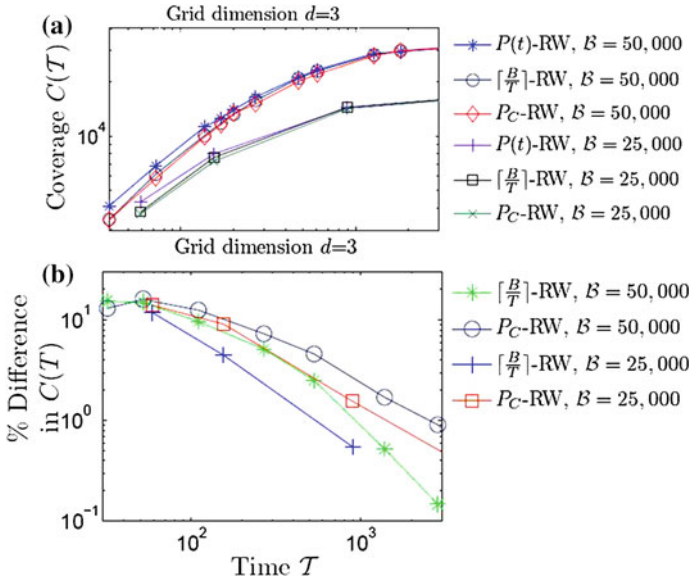 Grid dimension d=3
(a)
Coverage C(T)
10^4
P(t)-RW, B = 50,000
⌈B/T⌉-RW, B = 50,000
P_C-RW, B = 50,000
P(t)-RW, B = 25,000
⌈B/T⌉-RW, B = 25,000
P_C-RW, B = 25,000
Grid dimension d=3
(b)
% Difference
in C(T)
10^1
10^0
10^-1
10^2
10^3
Time T
⌈B/T⌉-RW, B = 50,000
P_C-RW, B = 50,000
⌈B/T⌉-RW, B = 25,000
P_C-RW, B = 25,000